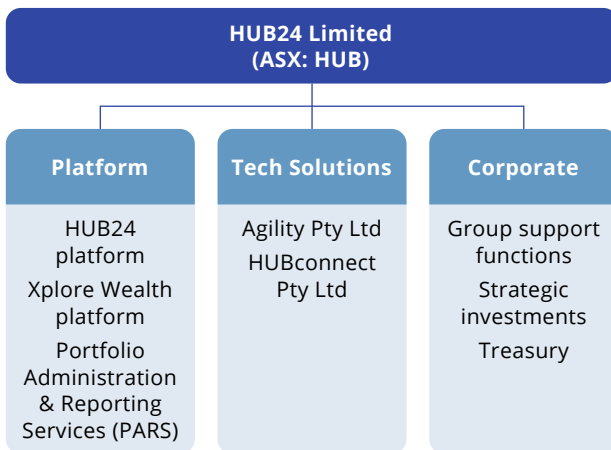 HUB24 Limited
(ASX: HUB)
Platform
HUB24
platform
Xplore Wealth
platform
Portfolio
Administration
& Reporting
Services (PARS)
Tech Solutions
Agility Pty Ltd
HUBconnect
Pty Ltd
Corporate
Group support
functions
Strategic
investments
Treasury